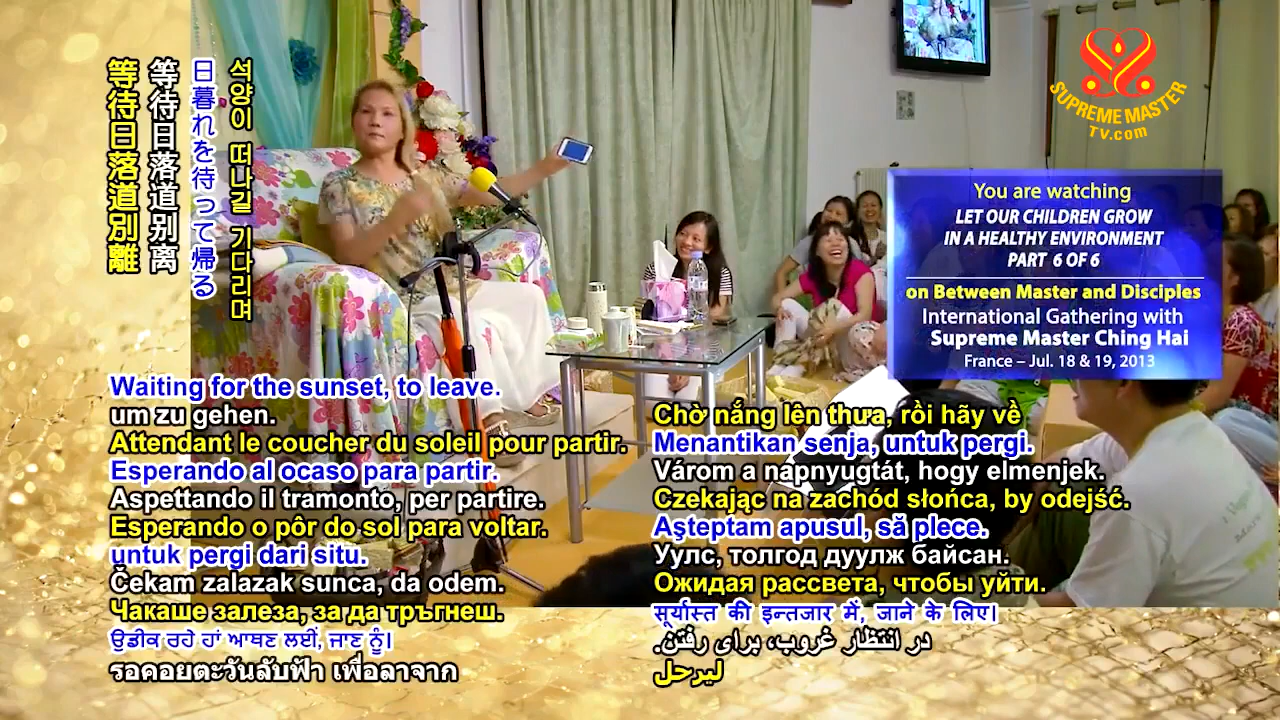 SUPREME MASTER
TV.com
You are watching
LET OUR CHILDREN GROW
IN A HEALTHY ENVIRONMENT
PART 6 OF 6
on Between Master and Disciples
International Gathering with
Supreme Master Ching Hai
France – Jul. 18 & 19, 2013
석양이 떠나길 기다리며
日暮れを待って帰る
等待日落道别离
等待日落道別離
Waiting for the sunset, to leave.
um zu gehen.
Attendant le coucher du soleil pour partir.
Esperando al ocaso para partir.
Aspettando il tramonto, per partire.
Esperando o pôr do sol para voltar.
untuk pergi dari situ.
Čekam zalazak sunca, da odem.
Чакаше залеза, за да тръгнеш.
ਉਡੀਕ ਰਹੇ ਹਾਂ ਆਥਣ ਲਈਂ, ਜਾਣ ਨੂੰ।
รอคอยตะวันลับฟ้า เพื่อลาจาก
Chờ nắng lên thưa, rồi hãy về
Menantikan senja, untuk pergi.
Várom a napnyugtát, hogy elmenjek.
Czekając na zachód słońca, by odejść.
Aşteptam apusul, să plece.
Уулс, толгод дуулж байсан.
Ожидая рассвета, чтобы уйти.
सूर्यास्त की इन्तजार में, जाने के लिए।
در انتظار غروب، برای رفتن.
ليرحل